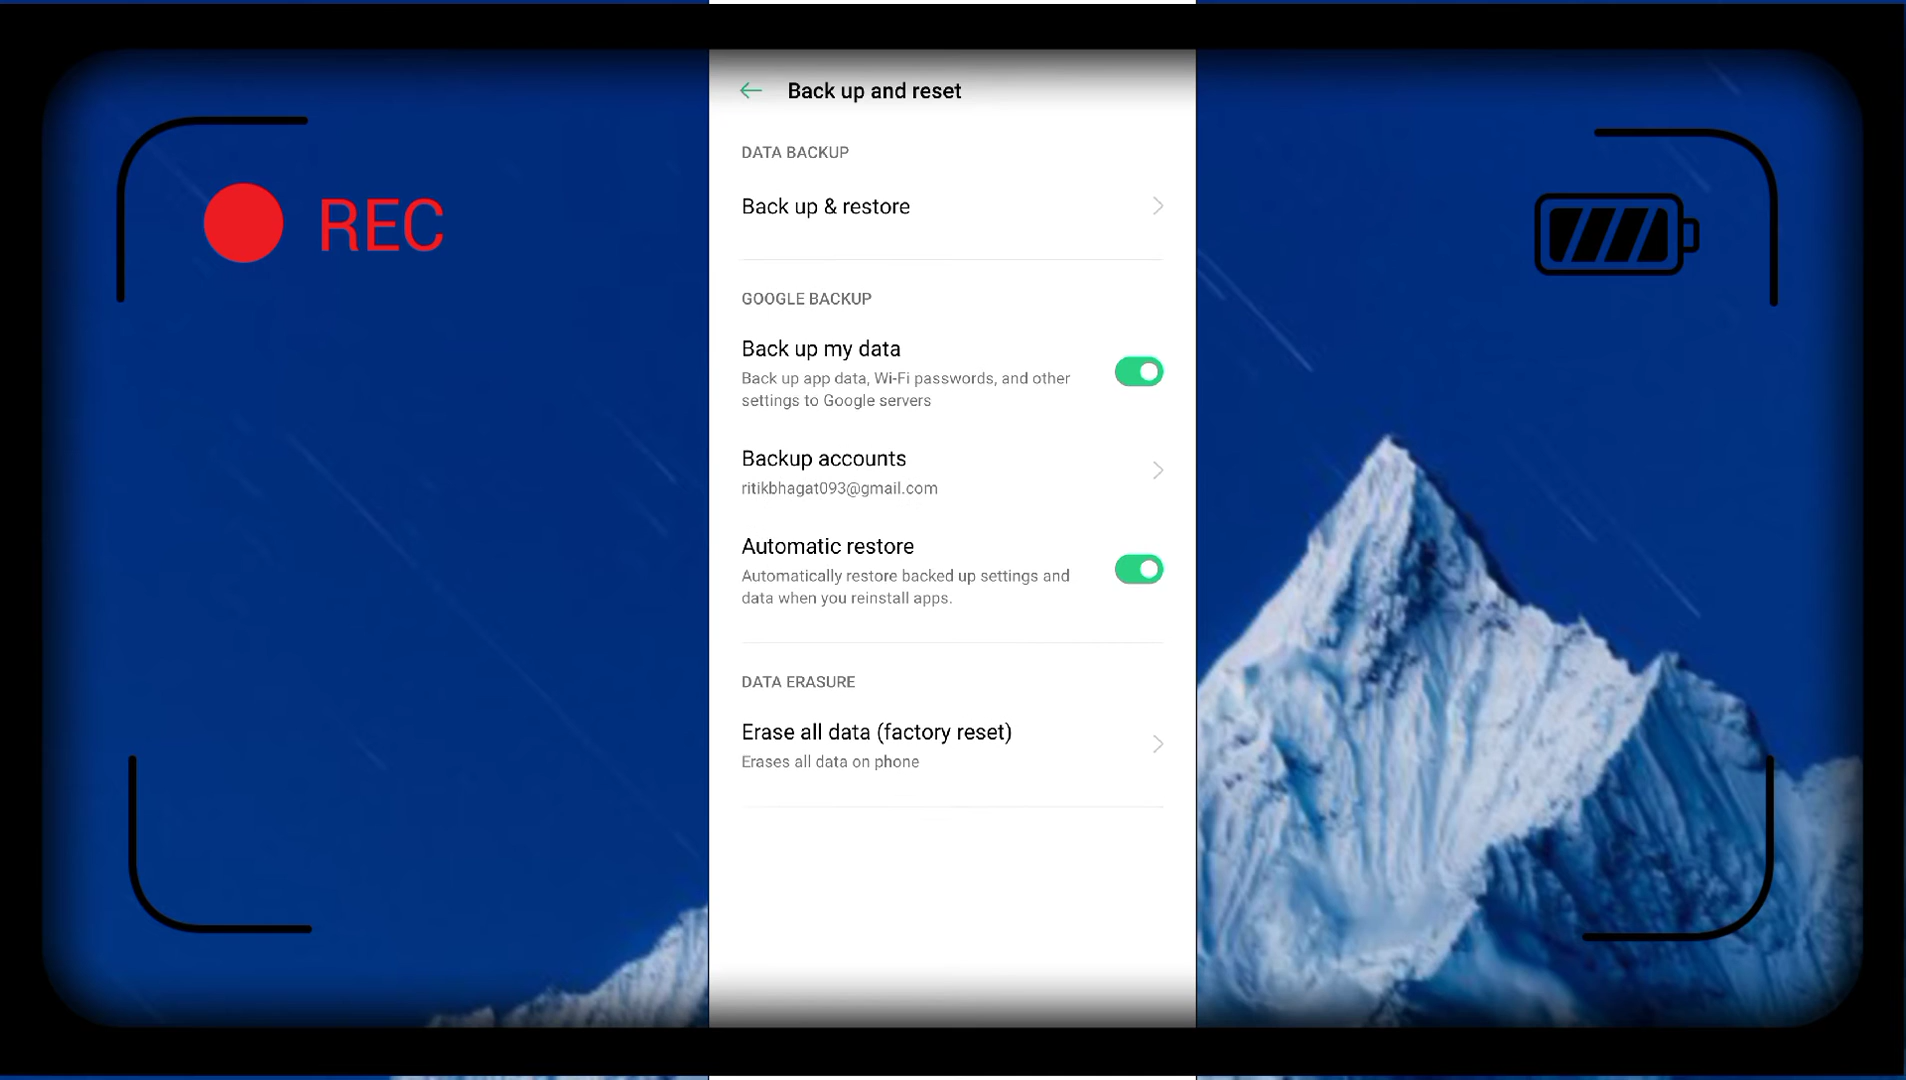 Back up and reset
DATA BACKUP
REC
Back up & restore
GOOGLE BACKUP
Back up my data
Back up app data, Wi-Fi passwords, and other
settings to Google servers
Backup accounts
ritikbhagat093@gmail.com
Automatic restore
Automatically restore backed up settings and
data when you reinstall apps.
DATA ERASURE
Erase all data (factory reset)
Erases all data on phone